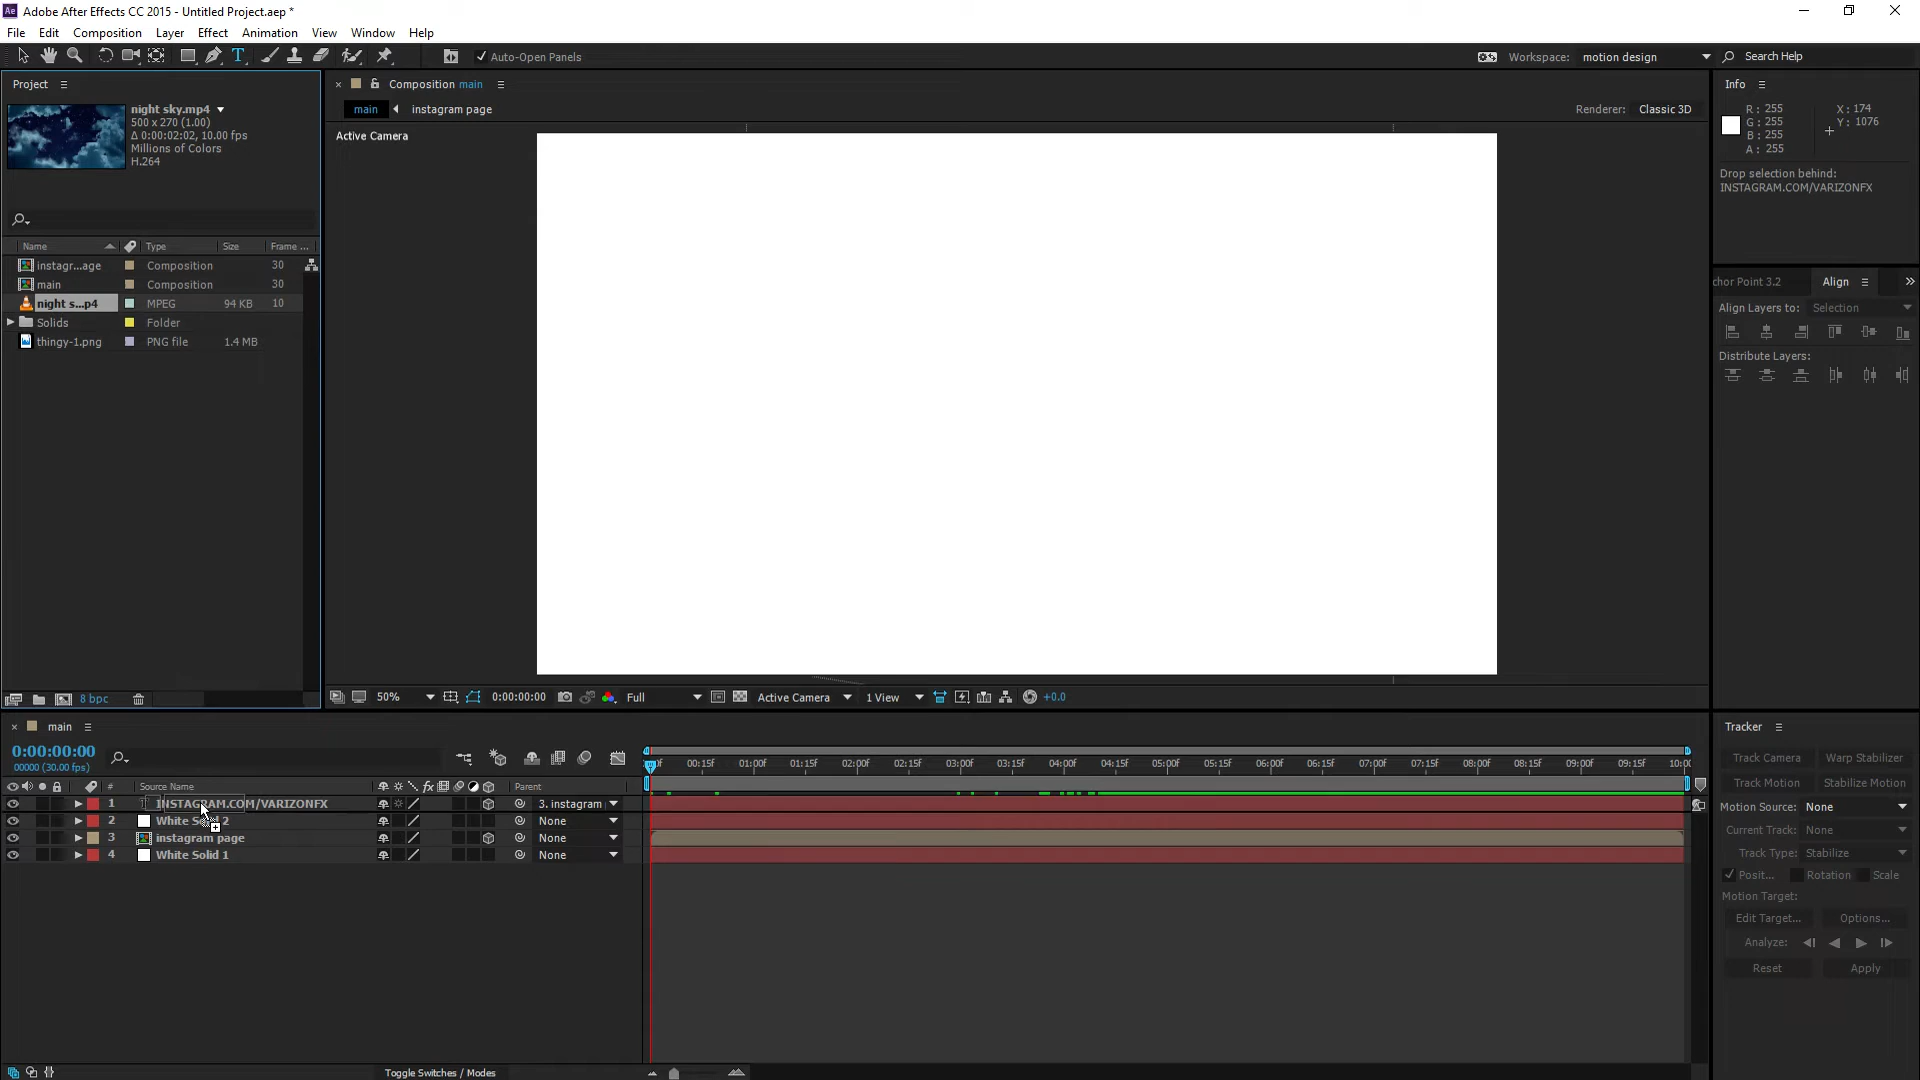 Adobe After Effects CC 2015 - Untitled Project.aep *
File Edit Composition Layer Effect Animation View Window Help
Auto-Open Panels
Workspace: motion design
Search Help
Project
night sky.mp4
500 x 270 (1.00)
Δ 0:00:02:02, 10.00 fps
Millions of Colors
H.264
Name Type Size Frame ...
instagr...age Composition 30
main Composition 30
night s...p4 MPEG 94 KB 10
Solids Folder
thingy-1.png PNG file 1.4 MB
8 bpc
Composition main
main instagram page
Renderer: Classic 3D
Active Camera
50% 0:00:00:00 Full Active Camera 1 View +0.0
Info
R: 255 X: 174
G: 255 Y: 1076
B: 255
A: 255
Drop selection behind:
INSTAGRAM.COM/VARIZONFX
chor Point 3.2 Align
Align Layers to: Selection
Distribute Layers:
main
0:00:00:00
00000 (30.00 fps)
# Source Name Parent
1 INSTAGRAM.COM/VARIZONFX 3. instagram
2 White Solid 2 None
3 instagram page None
4 White Solid 1 None
00:15f 01:00f 01:15f 02:00f 02:15f 03:00f 03:15f 04:00f 04:15f 05:00f 05:15f 06:00f 06:15f 07:00f 07:15f 08:00f 08:15f 09:00f 09:15f
Toggle Switches / Modes
Tracker
Track Camera Warp Stabilizer
Track Motion Stabilize Motion
Motion Source: None
Current Track: None
Track Type: Stabilize
Posit... Rotation Scale
Motion Target:
Edit Target... Options...
Analyze:
Reset Apply